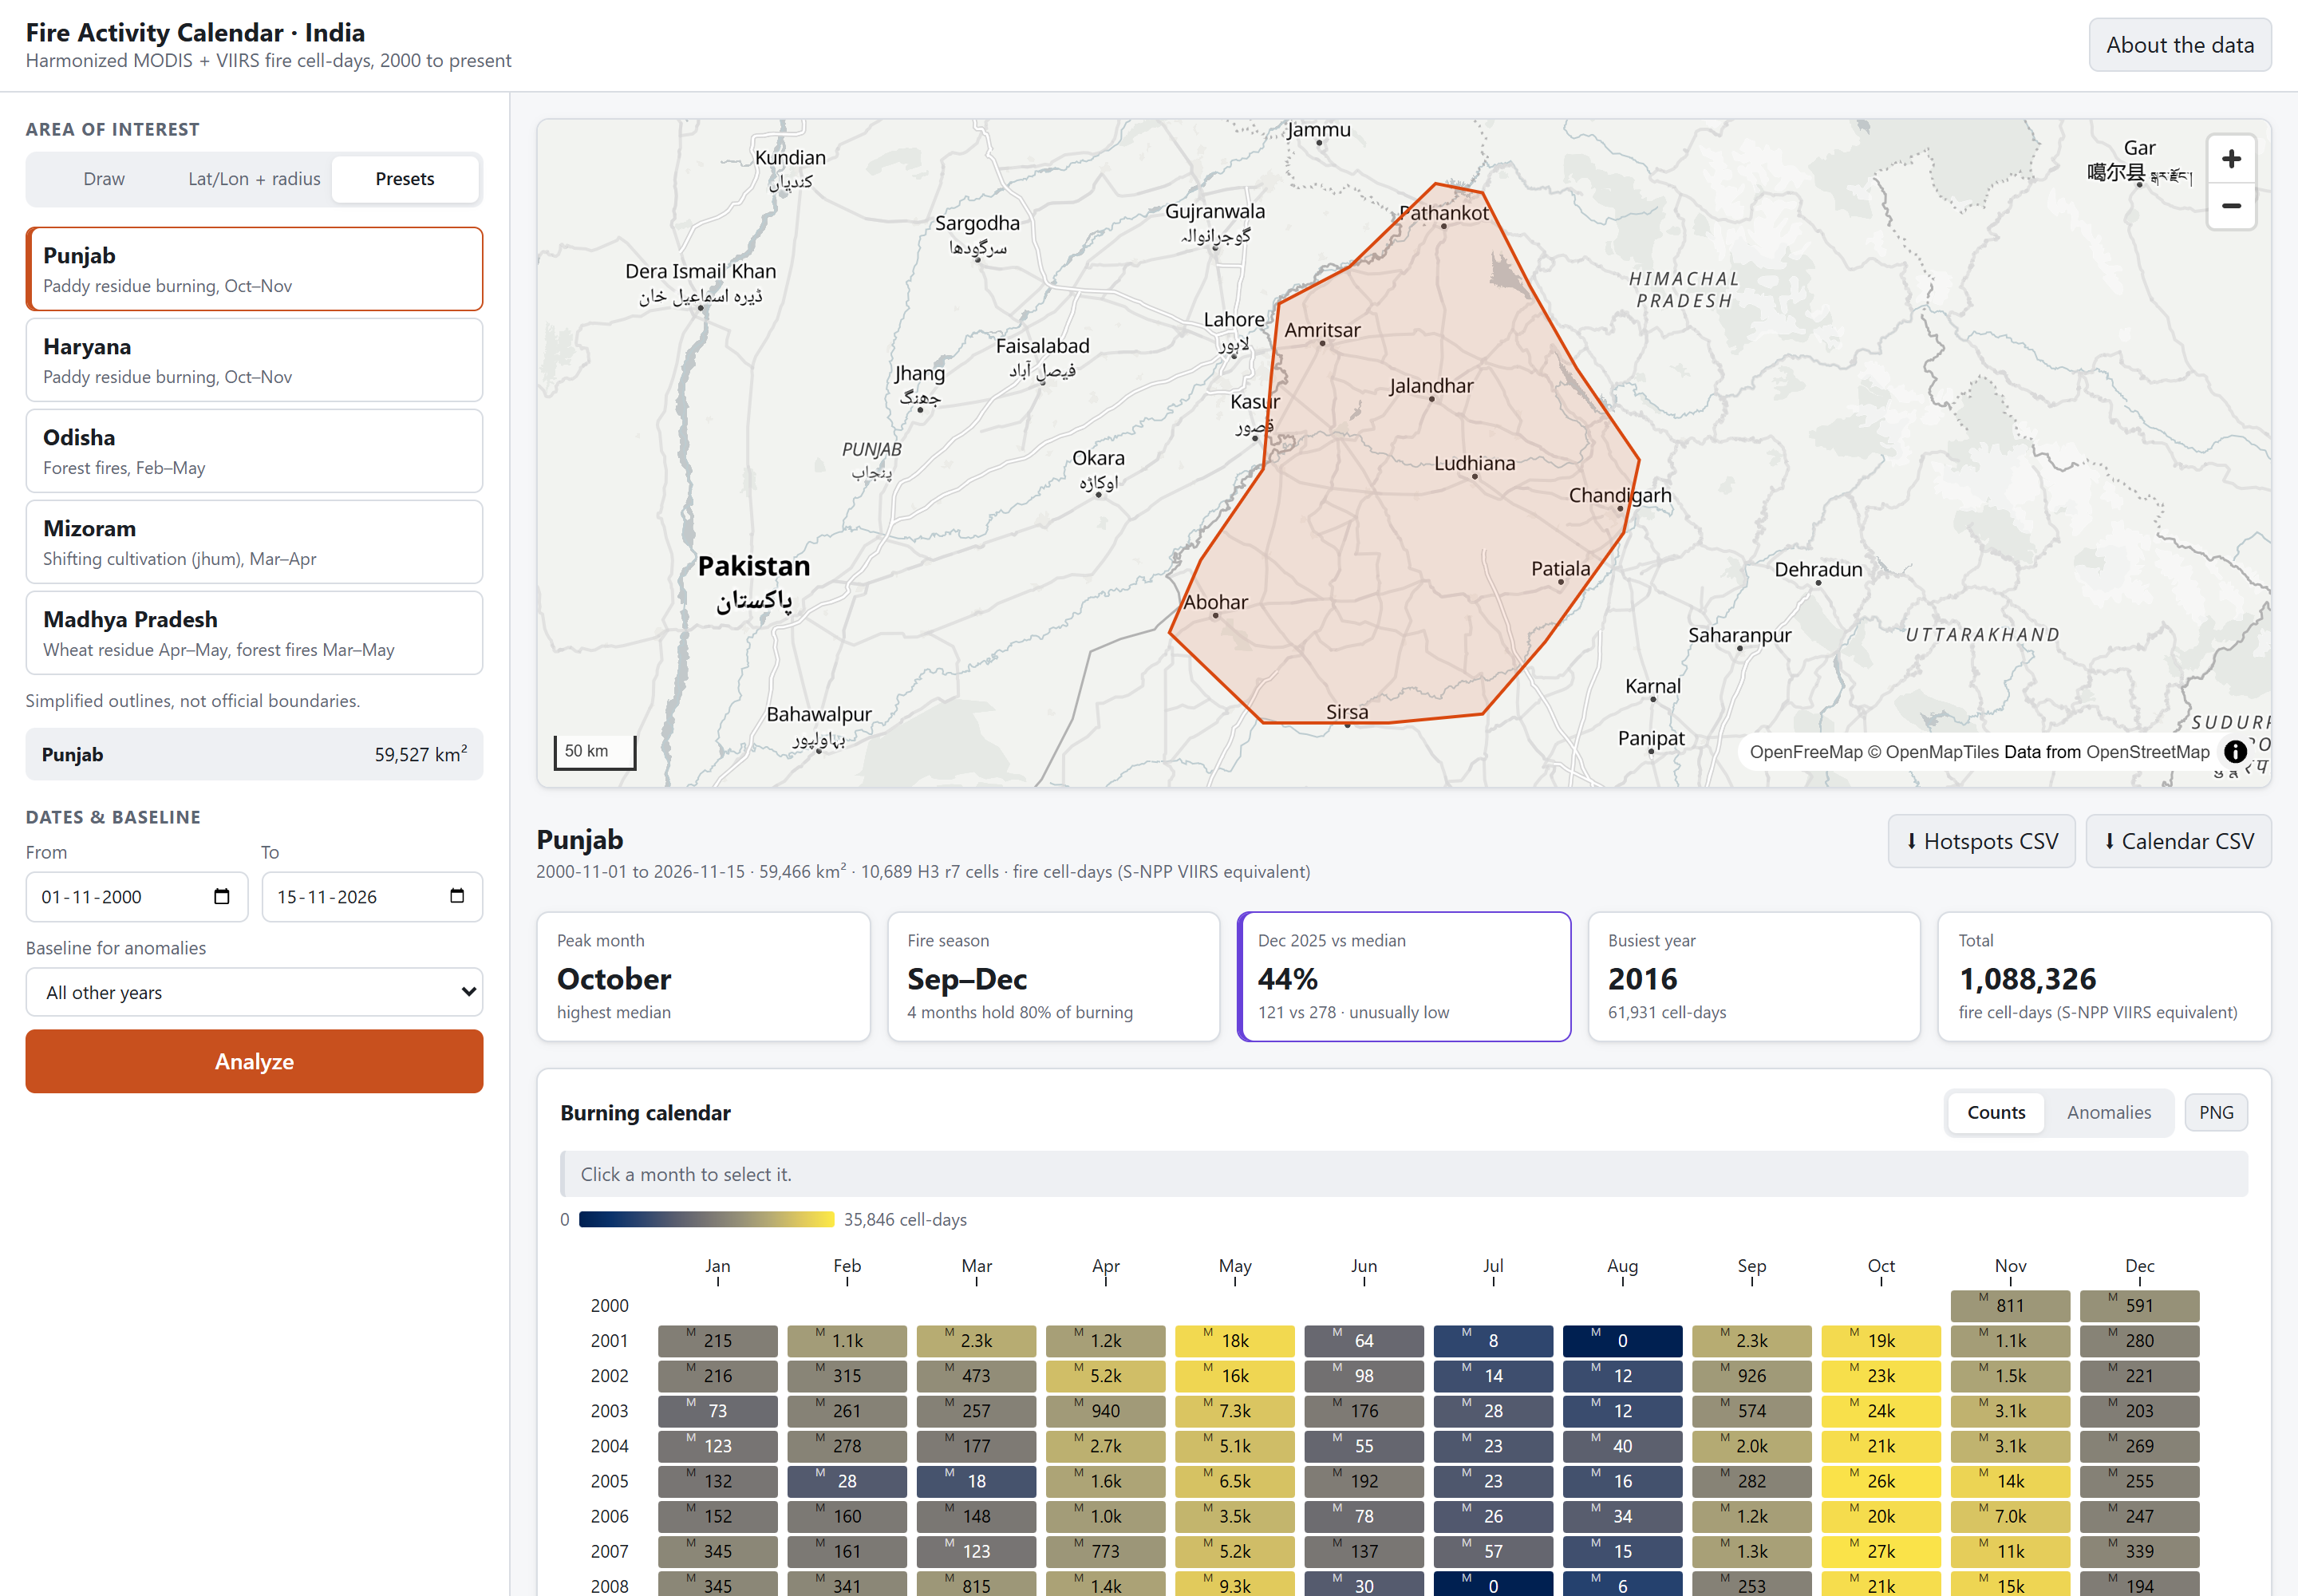 Fire Activity Calendar · India
Harmonized MODIS + VIIRS fire cell-days, 2000 to present
About the data
AREA OF INTEREST
Draw
Lat/Lon + radius
Presets
Punjab
Paddy residue burning, Oct–Nov
Haryana
Paddy residue burning, Oct–Nov
Odisha
Forest fires, Feb–May
Mizoram
Shifting cultivation (jhum), Mar–Apr
Madhya Pradesh
Wheat residue Apr–May, forest fires Mar–May
Simplified outlines, not official boundaries.
Punjab 59,527 km²
DATES & BASELINE
From To
01-11-2000 15-11-2026
Baseline for anomalies
All other years
Analyze
Jammu
Kundian
کندیاں
Gar
噶尔县
Sargodha
سرگودھا
Gujranwala
گوجرانوالہ
Pathankot
Dera Ismail Khan
ڈیرہ اسماعیل خان
HIMACHAL
PRADESH
Lahore
لاہور
Amritsar
Faisalabad
فیصل آباد
Jhang
جھنگ
Jalandhar
Kasur
قصور
PUNJAB
پنجاب
Okara
اوکاڑہ
Ludhiana
Chandigarh
Pakistan
پاکستان
Patiala
Dehradun
Abohar
Saharanpur
UTTARAKHAND
Karnal
Bahawalpur
بہاولپور
Sirsa
Panipat
50 km
+
−
OpenFreeMap © OpenMapTiles Data from OpenStreetMap
Punjab
2000-11-01 to 2026-11-15 · 59,466 km² · 10,689 H3 r7 cells · fire cell-days (S-NPP VIIRS equivalent)
⬇ Hotspots CSV
⬇ Calendar CSV
Peak month
October
highest median
Fire season
Sep–Dec
4 months hold 80% of burning
Dec 2025 vs median
44%
121 vs 278 · unusually low
Busiest year
2016
61,931 cell-days
Total
1,088,326
fire cell-days (S-NPP VIIRS equivalent)
Burning calendar
Counts
Anomalies
PNG
Click a month to select it.
0 35,846 cell-days
Jan Feb Mar Apr May Jun Jul Aug Sep Oct Nov Dec
2000 M 811 M 591
2001 M 215 M 1.1k M 2.3k M 1.2k M 18k M 64 M 8 M 0 M 2.3k M 19k M 1.1k M 280
2002 M 216 M 315 M 473 M 5.2k M 16k M 98 M 14 M 12 M 926 M 23k M 1.5k M 221
2003 M 73 M 261 M 257 M 940 M 7.3k M 176 M 28 M 12 M 574 M 24k M 3.1k M 203
2004 M 123 M 278 M 177 M 2.7k M 5.1k M 55 M 23 M 40 M 2.0k M 21k M 3.1k M 269
2005 M 132 M 28 M 18 M 1.6k M 6.5k M 192 M 23 M 16 M 282 M 26k M 14k M 255
2006 M 152 M 160 M 148 M 1.0k M 3.5k M 78 M 26 M 34 M 1.2k M 20k M 7.0k M 247
2007 M 345 M 161 M 123 M 773 M 5.2k M 137 M 57 M 15 M 1.3k M 27k M 11k M 339
2008 M 345 M 341 M 815 M 1.4k M 9.3k M 30 M 0 M 6 M 253 M 21k M 15k M 194